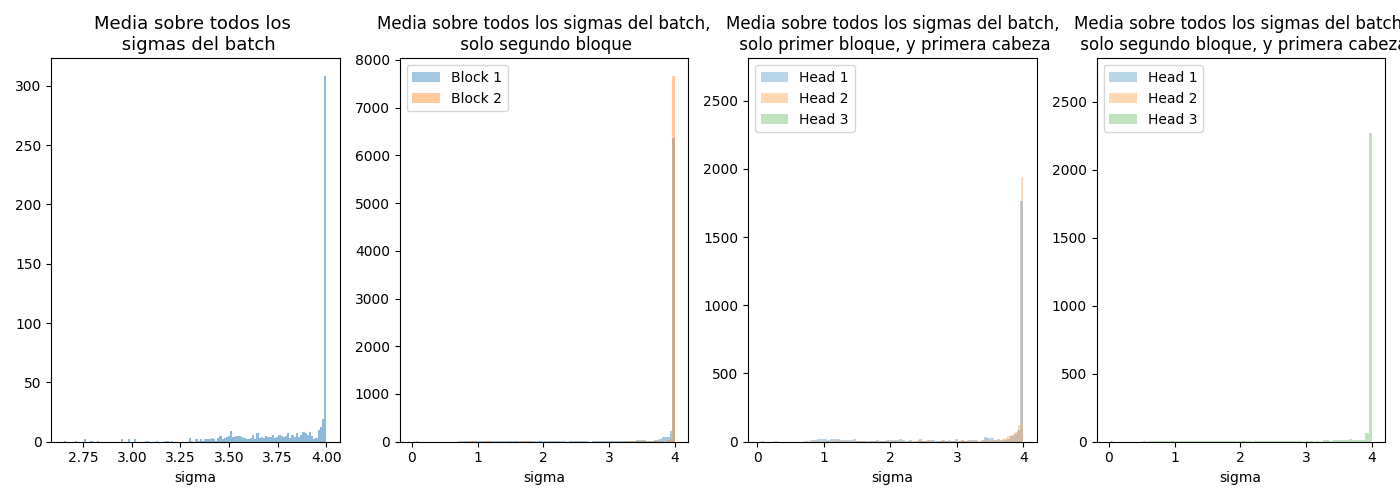 Media sobre todos los
sigmas del batch
300
250
200
150
100
50
0
2.75 3.00 3.25 3.50 3.75 4.00
sigma
Media sobre todos los sigmas del batch,
solo segundo bloque
Block 1
Block 2
8000
7000
6000
5000
4000
3000
2000
1000
0
0 1 2 3 4
sigma
Media sobre todos los sigmas del batch,
solo primer bloque, y primera cabeza
Head 1
Head 2
Head 3
2500
2000
1500
1000
500
0
0 1 2 3 4
sigma
Media sobre todos los sigmas del batch
solo segundo bloque, y primera cabeza
Head 1
Head 2
Head 3
2500
2000
1500
1000
500
0
0 1 2 3 4
sigma